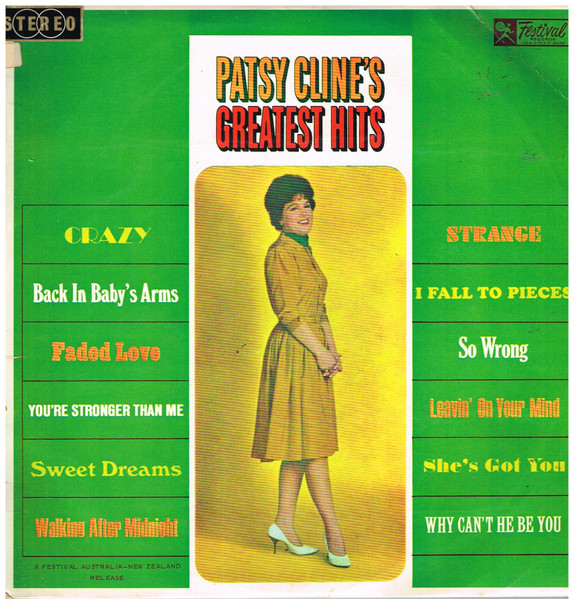 STEREO
Festival
RECORDS
PATSY CLINE'S
GREATEST HITS
CRAZY
Back In Baby's Arms
Faded Love
YOU'RE STRONGER THAN ME
Sweet Dreams
Walking After Midnight
STRANGE
I FALL TO PIECES
So Wrong
Leavin' On Your Mind
She's Got You
WHY CAN'T HE BE YOU
A FESTIVAL AUSTRALIA—NEW ZEALAND
RELEASE